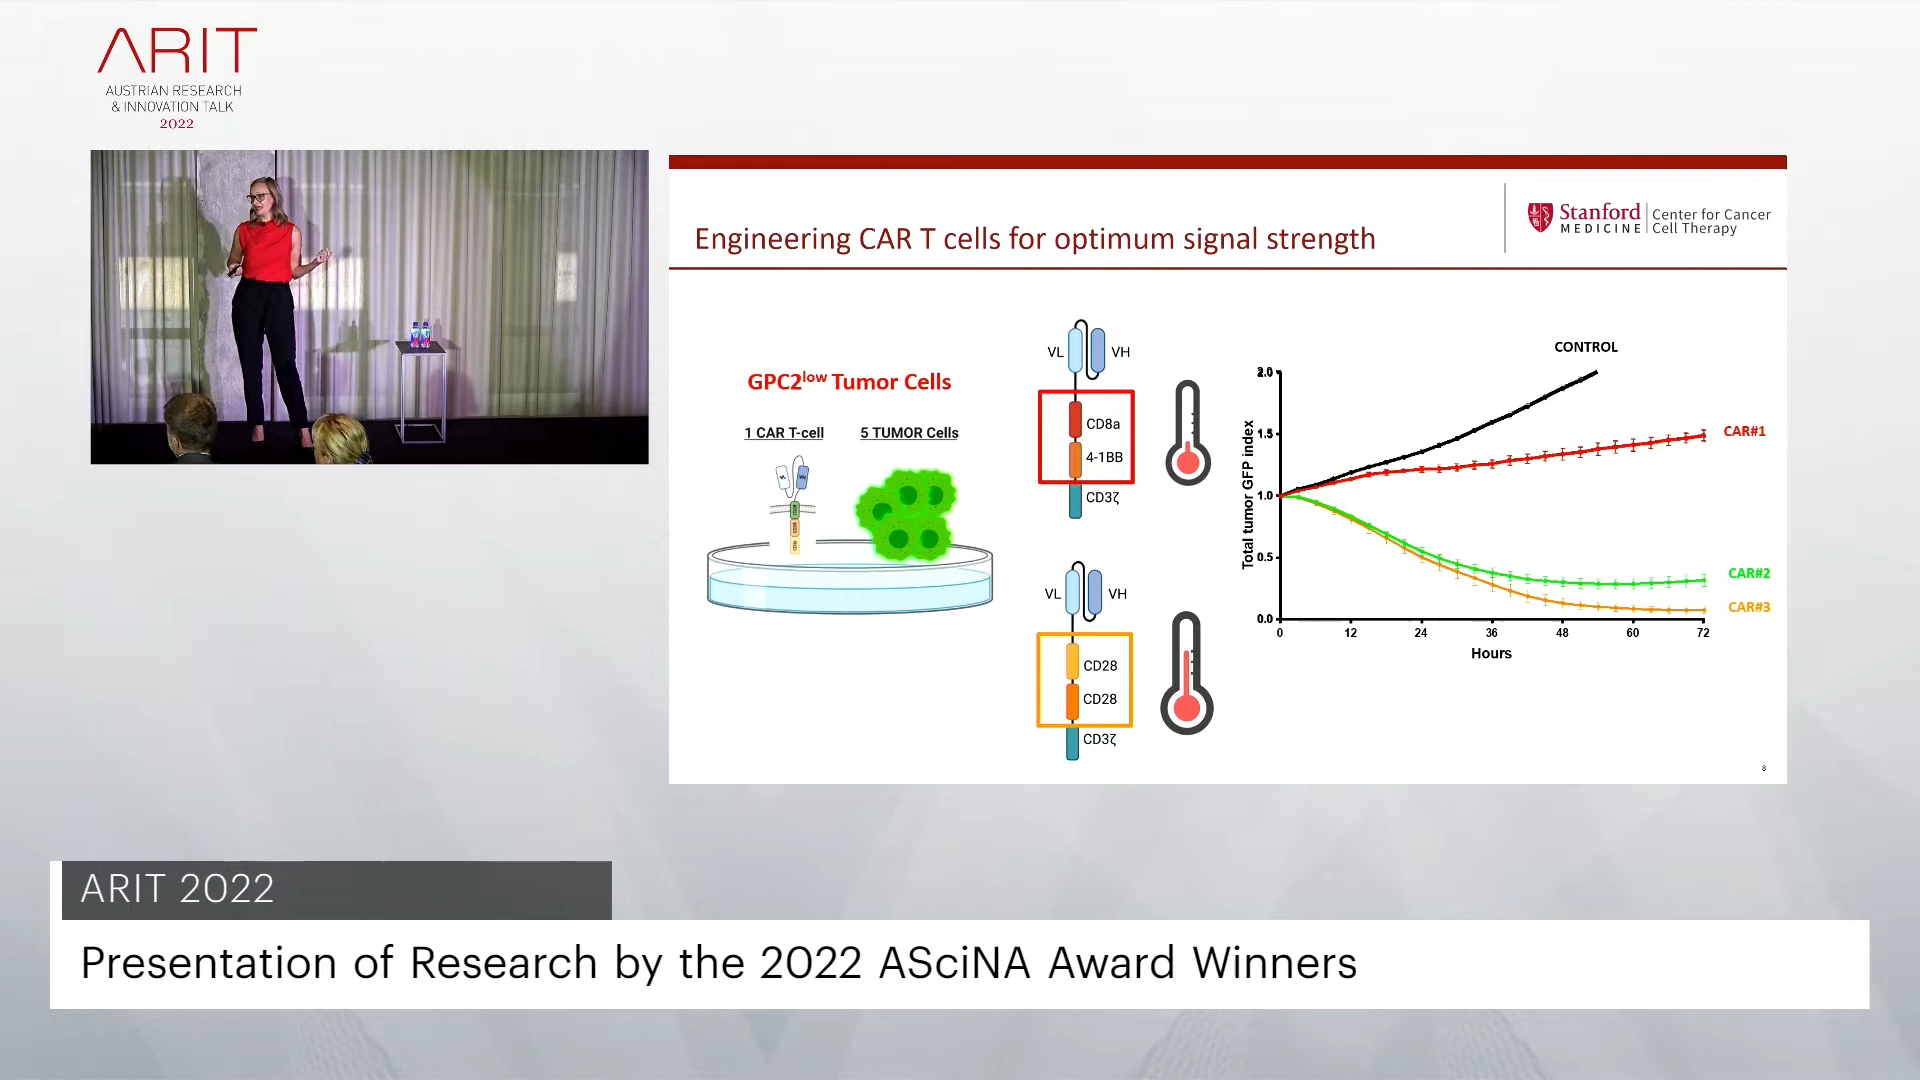 ARIT
AUSTRIAN RESEARCH
& INNOVATION TALK
2022
Engineering CAR T cells for optimum signal strength
Stanford
MEDICINE
Center for Cancer
Cell Therapy
GPC2low Tumor Cells
1 CAR T-cell
5 TUMOR Cells
VL
VH
CD8a
4-1BB
CD3ζ
VL
VH
CD28
CD28
CD3ζ
CONTROL
CAR#1
CAR#2
CAR#3
Total tumor GFP index
2.0
1.5
1.0
0.5
0.0
0 12 24 36 48 60 72
Hours
8
ARIT 2022
Presentation of Research by the 2022 ASciNA Award Winners